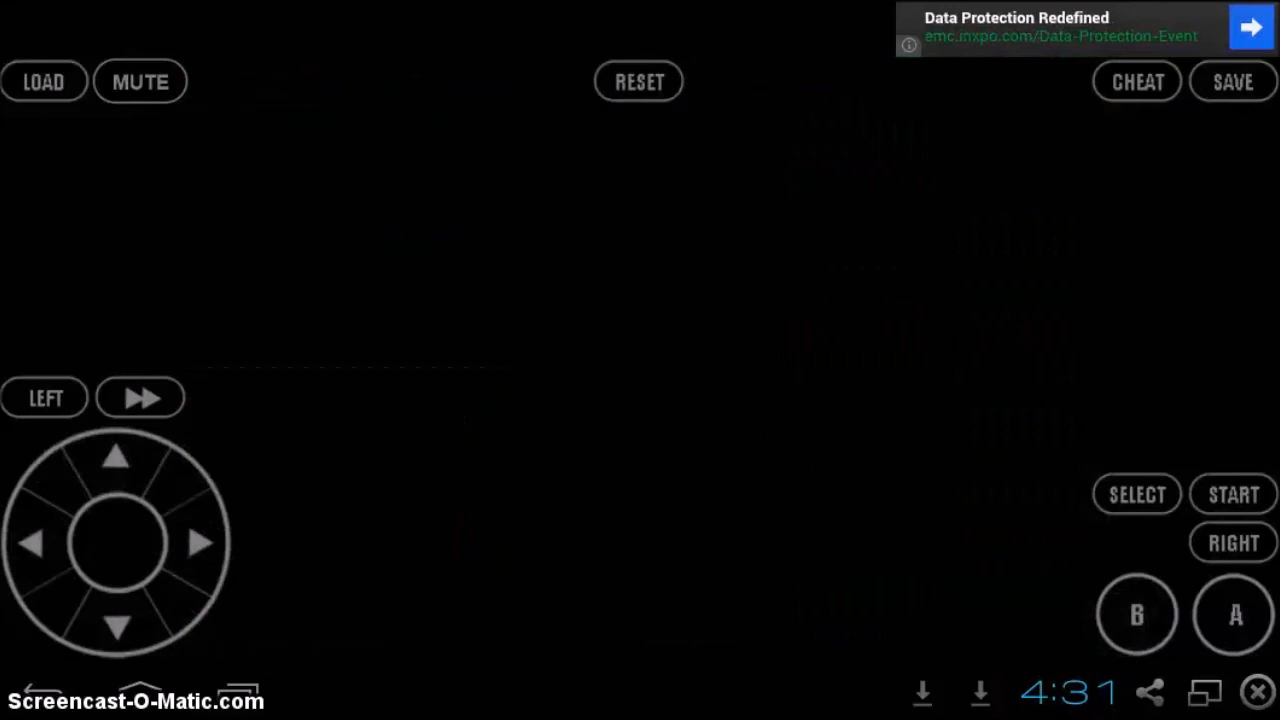 Data Protection Redefined
emc.inxpo.com/Data-Protection-Event
LOAD
MUTE
RESET
CHEAT
SAVE
LEFT
SELECT
START
RIGHT
B
A
4:31
Screencast-O-Matic.com